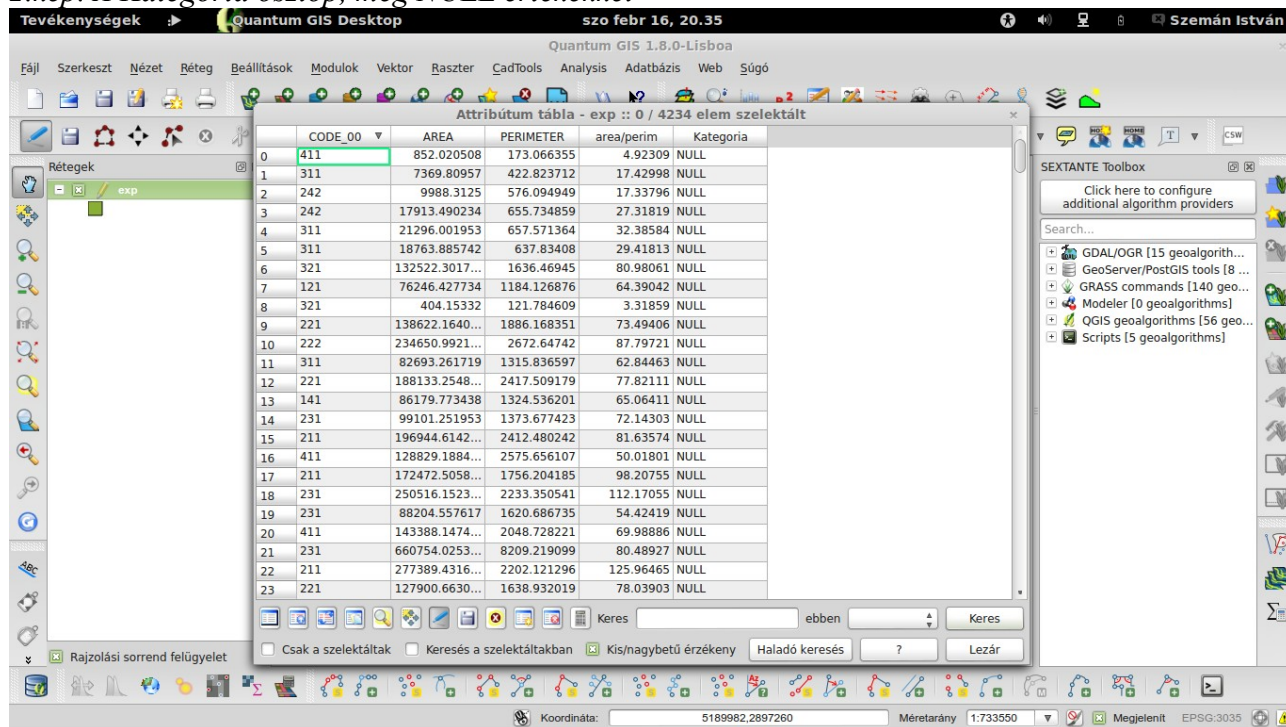 2.kép: A Kategória oszlop, még NULL értékekkel
Tevékenységek Quantum GIS Desktop szo febr 16, 20.35 Szemán István
Quantum GIS 1.8.0-Lisboa
Fájl Szerkeszt Nézet Réteg Beállítások Modulok Vektor Raszter CadTools Analysis Adatbázis Web Súgó
Attribútum tábla - exp :: 0 / 4234 elem szelektált
CODE_00 AREA PERIMETER area/perim Kategoria
0 411 852.020508 173.066355 4.92309 NULL
1 311 7369.80957 422.823712 17.42998 NULL
2 242 9988.3125 576.094949 17.33796 NULL
3 242 17913.490234 655.734859 27.31819 NULL
4 311 21296.001953 657.571364 32.38584 NULL
5 311 18763.885742 637.83408 29.41813 NULL
6 321 132522.3017... 1636.46945 80.98061 NULL
7 121 76246.427734 1184.126876 64.39042 NULL
8 321 404.15332 121.784609 3.31859 NULL
9 221 138622.1640... 1886.168351 73.49406 NULL
10 222 234650.9921... 2672.64742 87.79721 NULL
11 311 82693.261719 1315.836597 62.84463 NULL
12 221 188133.2548... 2417.509179 77.82111 NULL
13 141 86179.773438 1324.536201 65.06411 NULL
14 231 99101.251953 1373.677423 72.14303 NULL
15 211 196944.6142... 2412.480242 81.63574 NULL
16 411 128829.1884... 2575.656107 50.01801 NULL
17 211 172472.5058... 1756.204185 98.20755 NULL
18 231 250516.1523... 2233.350541 112.17055 NULL
19 231 88204.557617 1620.686735 54.42419 NULL
20 411 143388.1474... 2048.728221 69.98886 NULL
21 231 660754.0253... 8209.219099 80.48927 NULL
22 211 277389.4316... 2202.121296 125.96465 NULL
23 221 127900.6630... 1638.932019 78.03903 NULL
Keres ebben Keres
Csak a szelektáltak Keresés a szelektáltakban Kis/nagybetű érzékeny Haladó keresés ? Lezár
Rétegek
exp
Rajzolási sorrend felügyelet
CSW
SEXTANTE Toolbox
Click here to configure
additional algorithm providers
Search...
GDAL/OGR [15 geoalgorith...
GeoServer/PostGIS tools [8 ...
GRASS commands [140 geo...
Modeler [0 geoalgorithms]
QGIS geoalgorithms [56 geo...
Scripts [5 geoalgorithms]
Koordináta: 5189982,2897260 Méretarány 1:733550 Megjelenít EPSG:3035